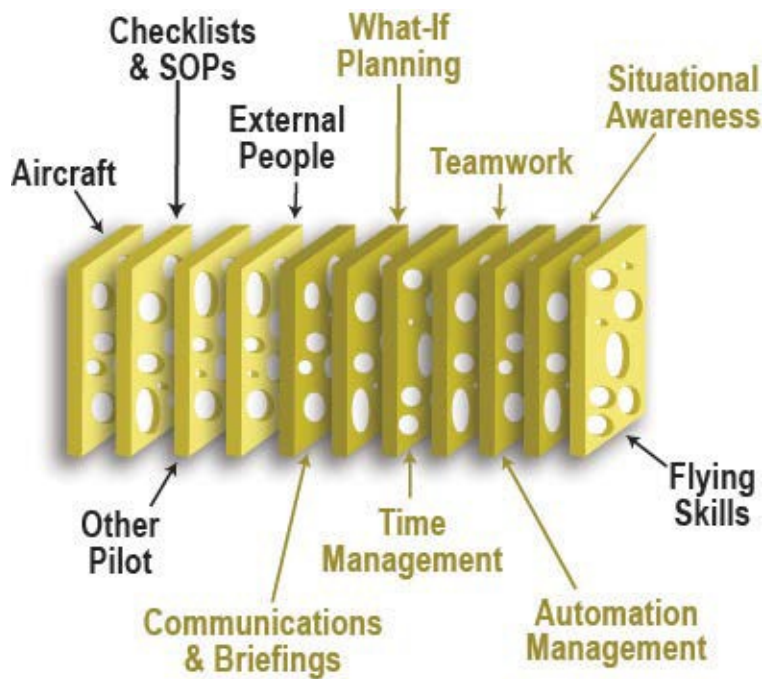 Checklists
& SOPs
What-If
Planning
Situational
Awareness
External
People
Teamwork
Aircraft
Other
Pilot
Time
Management
Flying
Skills
Communications
& Briefings
Automation
Management